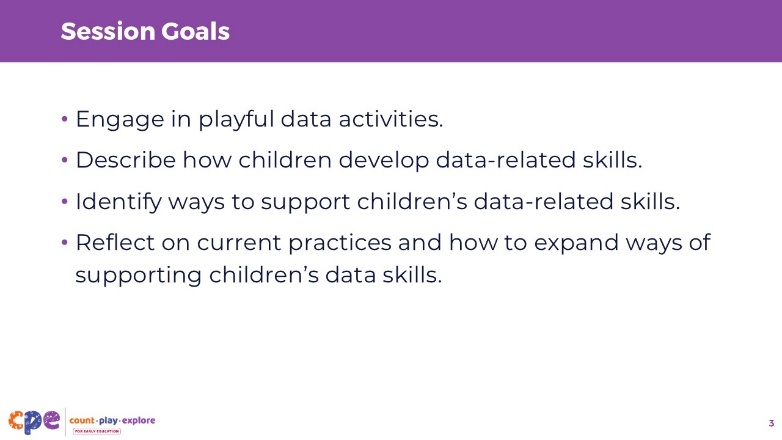 Session Goals
• Engage in playful data activities.
• Describe how children develop data-related skills.
• Identify ways to support children’s data-related skills.
• Reflect on current practices and how to expand ways of
supporting children’s data skills.
cpe
count·play·explore
FOR EARLY EDUCATION
3